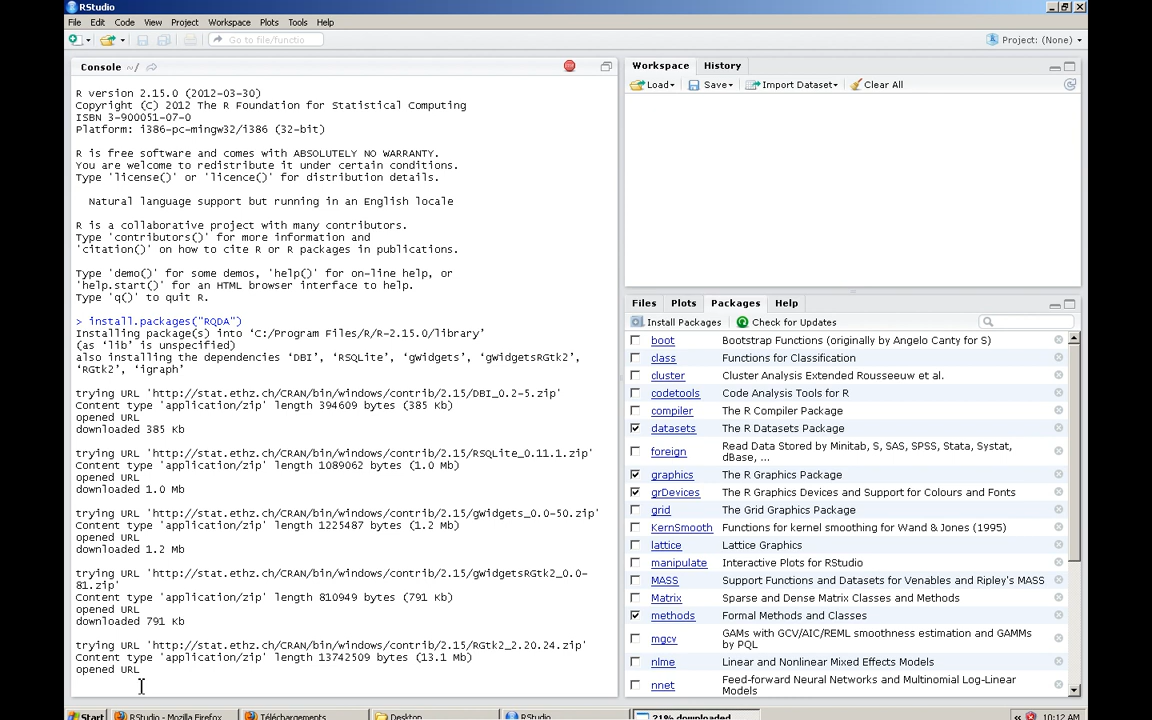 RStudio
File Edit Code View Project Workspace Plots Tools Help
Go to file/functio
Project: (None)
Console ~/
R version 2.15.0 (2012-03-30)
Copyright (C) 2012 The R Foundation for Statistical Computing
ISBN 3-900051-07-0
Platform: i386-pc-mingw32/i386 (32-bit)
R is free software and comes with ABSOLUTELY NO WARRANTY.
You are welcome to redistribute it under certain conditions.
Type 'license()' or 'licence()' for distribution details.
Natural language support but running in an English locale
R is a collaborative project with many contributors.
Type 'contributors()' for more information and
'citation()' on how to cite R or R packages in publications.
Type 'demo()' for some demos, 'help()' for on-line help, or
'help.start()' for an HTML browser interface to help.
Type 'q()' to quit R.
> install.packages("RQDA")
Installing package(s) into ‘C:/Program Files/R/R-2.15.0/library’
(as ‘lib’ is unspecified)
also installing the dependencies ‘DBI’, ‘RSQLite’, ‘gWidgets’, ‘gWidgetsRGtk2’,
‘RGtk2’, ‘igraph’
trying URL 'http://stat.ethz.ch/CRAN/bin/windows/contrib/2.15/DBI_0.2-5.zip'
Content type 'application/zip' length 394609 bytes (385 Kb)
opened URL
downloaded 385 Kb
trying URL 'http://stat.ethz.ch/CRAN/bin/windows/contrib/2.15/RSQLite_0.11.1.zip'
Content type 'application/zip' length 1089062 bytes (1.0 Mb)
opened URL
downloaded 1.0 Mb
trying URL 'http://stat.ethz.ch/CRAN/bin/windows/contrib/2.15/gWidgets_0.0-50.zip'
Content type 'application/zip' length 1225487 bytes (1.2 Mb)
opened URL
downloaded 1.2 Mb
trying URL 'http://stat.ethz.ch/CRAN/bin/windows/contrib/2.15/gWidgetsRGtk2_0.0-
81.zip'
Content type 'application/zip' length 810949 bytes (791 Kb)
opened URL
downloaded 791 Kb
trying URL 'http://stat.ethz.ch/CRAN/bin/windows/contrib/2.15/RGtk2_2.20.24.zip'
Content type 'application/zip' length 13742509 bytes (13.1 Mb)
opened URL
Workspace History
Load Save Import Dataset Clear All
Files Plots Packages Help
Install Packages Check for Updates
boot Bootstrap Functions (originally by Angelo Canty for S)
class Functions for Classification
cluster Cluster Analysis Extended Rousseeuw et al.
codetools Code Analysis Tools for R
compiler The R Compiler Package
datasets The R Datasets Package
foreign Read Data Stored by Minitab, S, SAS, SPSS, Stata, Systat,
dBase, ...
graphics The R Graphics Package
grDevices The R Graphics Devices and Support for Colours and Fonts
grid The Grid Graphics Package
KernSmooth Functions for kernel smoothing for Wand & Jones (1995)
lattice Lattice Graphics
manipulate Interactive Plots for RStudio
MASS Support Functions and Datasets for Venables and Ripley's MASS
Matrix Sparse and Dense Matrix Classes and Methods
methods Formal Methods and Classes
mgcv GAMs with GCV/AIC/REML smoothness estimation and GAMMs
by PQL
nlme Linear and Nonlinear Mixed Effects Models
nnet Feed-forward Neural Networks and Multinomial Log-Linear
Models
Start RStudio - Mozilla Firefox Téléchargements Desktop RStudio 21% downloaded 10:12 AM